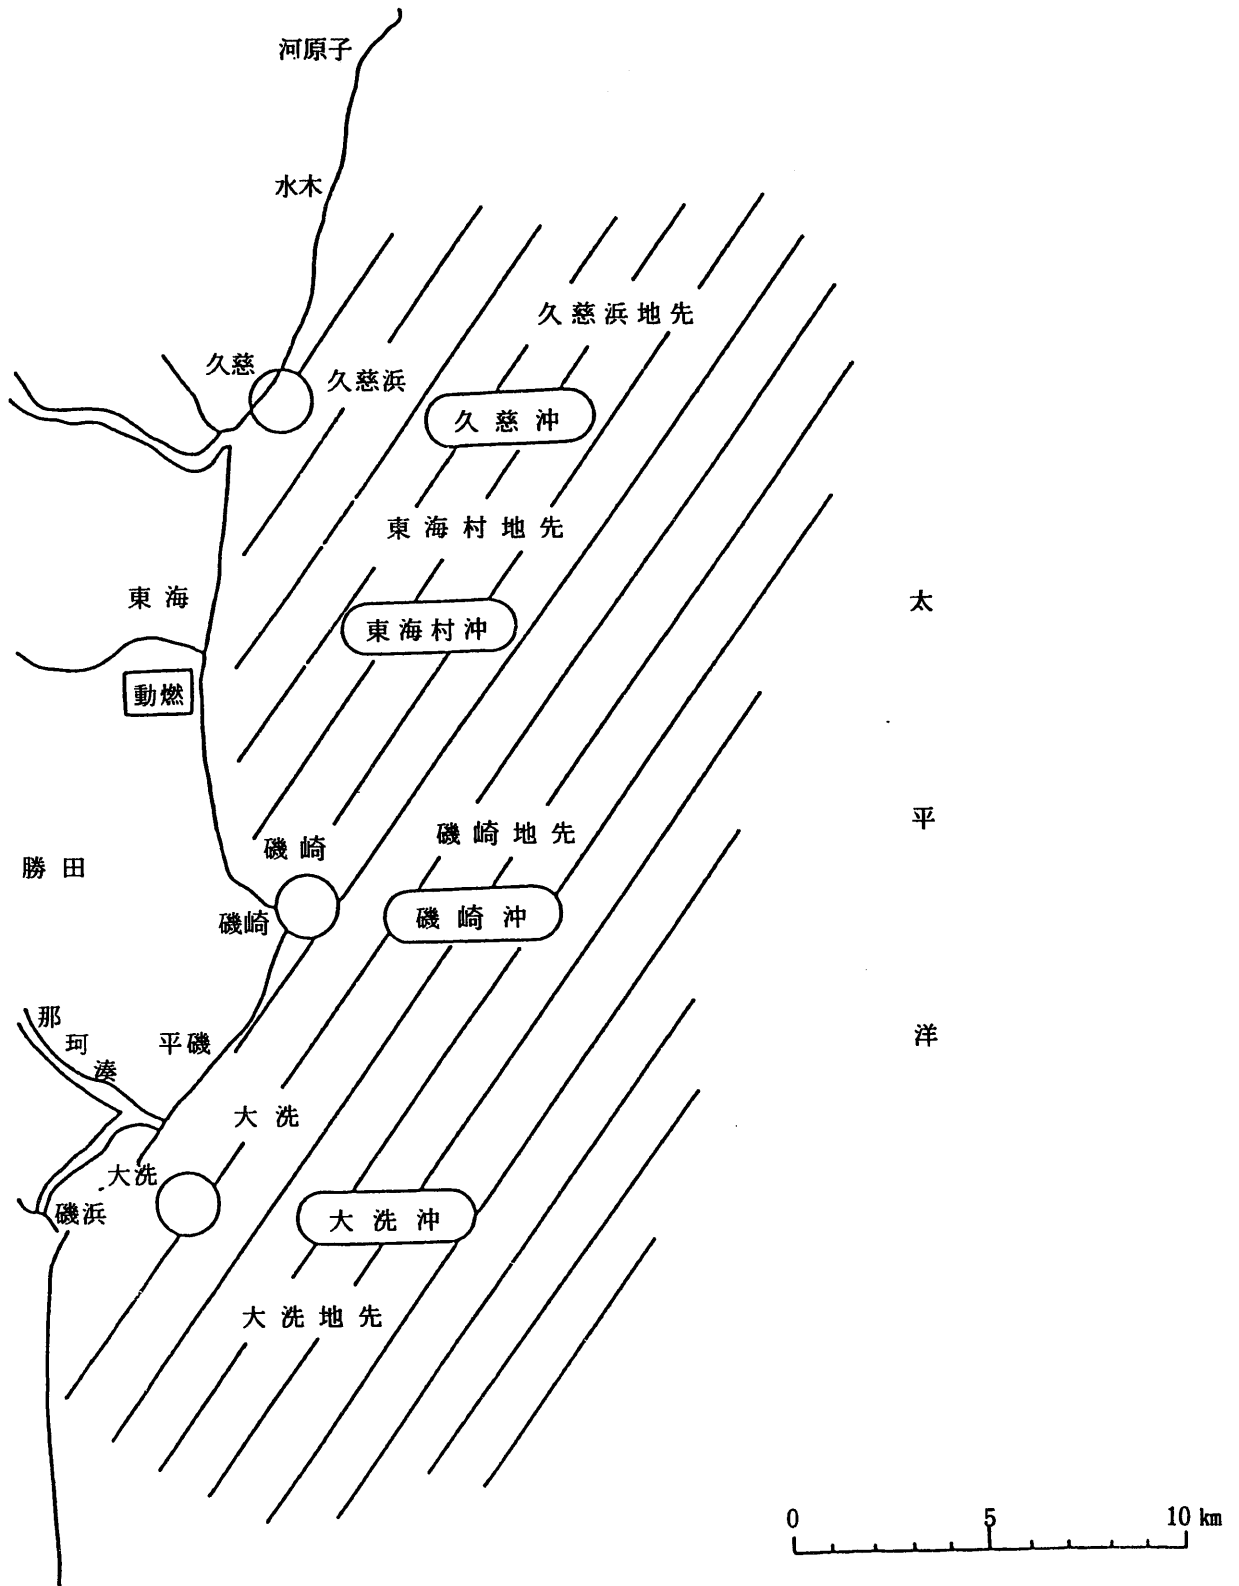 河原子
水木
久慈浜地先
久慈
久慈浜
久慈沖
東海村地先
東海
東海村沖
動燃
太平洋
磯崎地先
磯崎
勝田
磯崎
磯崎沖
那珂湊
平磯
大洗
大洗
磯浜
大洗沖
大洗地先
0 5 10 km